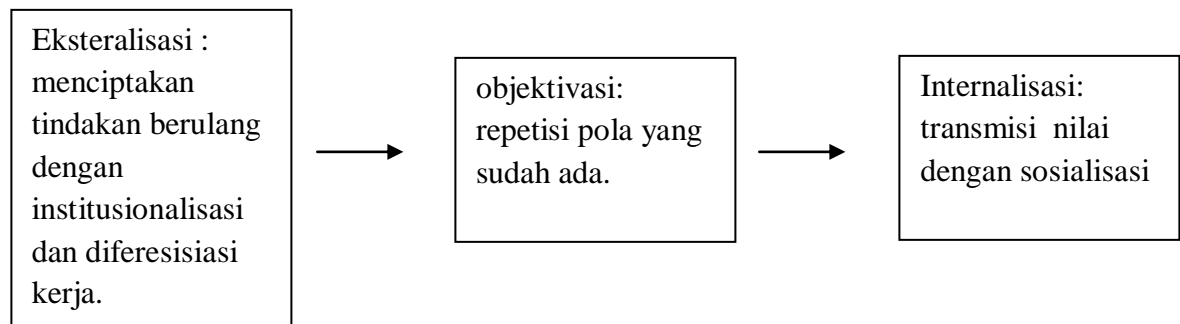 Eksteralisasi :
menciptakan
tindakan berulang
dengan
institusionalisasi
dan diferesisiasi
kerja.
objektivasi:
repetisi pola yang
sudah ada.
Internalisasi:
transmisi nilai
dengan sosialisasi